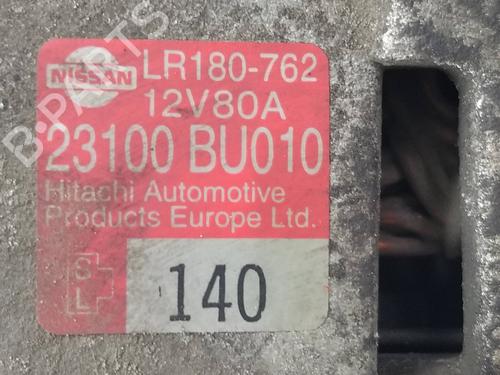 NISSAN LR180-762
12V80A
23100 BU010
Hitachi Automotive
Products Europe Ltd.
S
L
140
B-PARTS